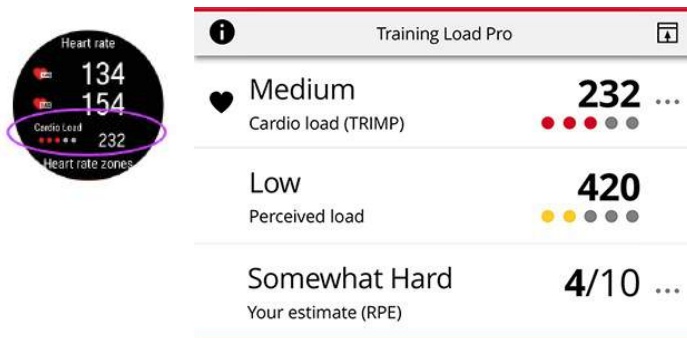 Heart rate
134
154
Cardio Load
232
Heart rate zones
Training Load Pro
Medium
232
Cardio load (TRIMP)
Low
420
Perceived load
Somewhat Hard
4/10
Your estimate (RPE)